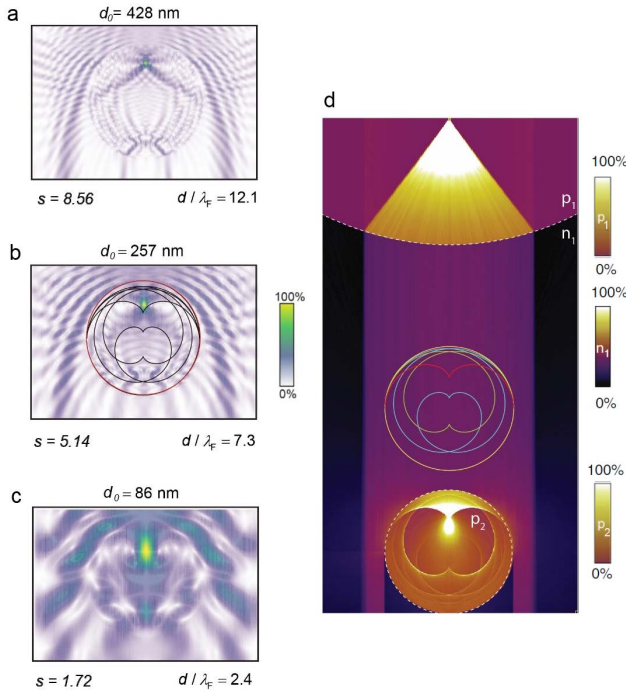 a
d₀= 428 nm
s = 8.56
d / λF = 12.1
b
d₀= 257 nm
100%
0%
s = 5.14
d / λF = 7.3
c
d₀= 86 nm
s = 1.72
d / λF = 2.4
d
p₁
n₁
p₂
100%
p₁
0%
100%
n₁
0%
100%
p₂
0%